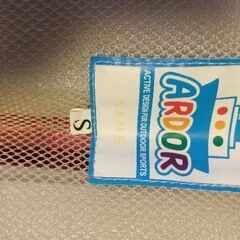 ARDOR
ACTIVE DESIGN FOR OUTDOOR SPORTS
NAME
S